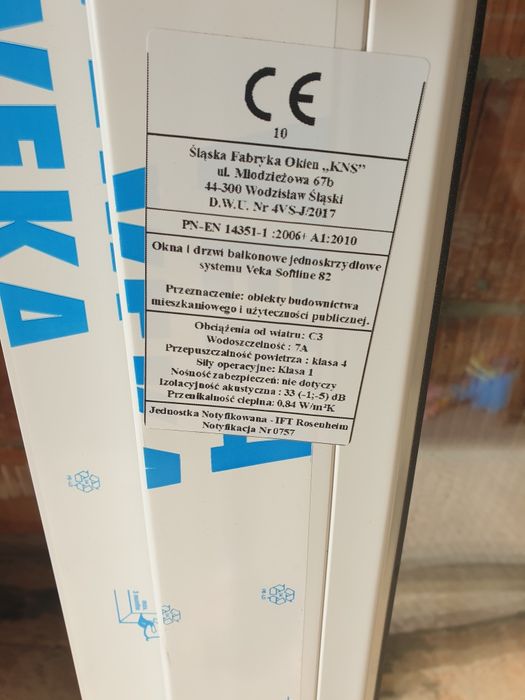 VEKA
VEKA
VEKA
CE
10
Śląska Fabryka Okien „KNS”
ul. Młodzieżowa 67b
44-300 Wodzisław Śląski
D.W.U. Nr 4VS-J/2017
PN-EN 14351-1 :2006+ A1:2010
Okna i drzwi balkonowe jednoskrzydłowe
systemu Veka Softline 82
Przeznaczenie: obiekty budownictwa
mieszkaniowego i użyteczności publicznej.
Obciążenia od wiatru: C3
Wodoszczelność : 7A
Przepuszczalność powietrza : klasa 4
Siły operacyjne: Klasa 1
Nośność zabezpieczeń: nie dotyczy
Izolacyjność akustyczna : 33 (-1;-5) dB
Przenikalność cieplna: 0,84 W/m²K
Jednostka Notyfikowana - IFT Rosenheim
Notyfikacja Nr 0757